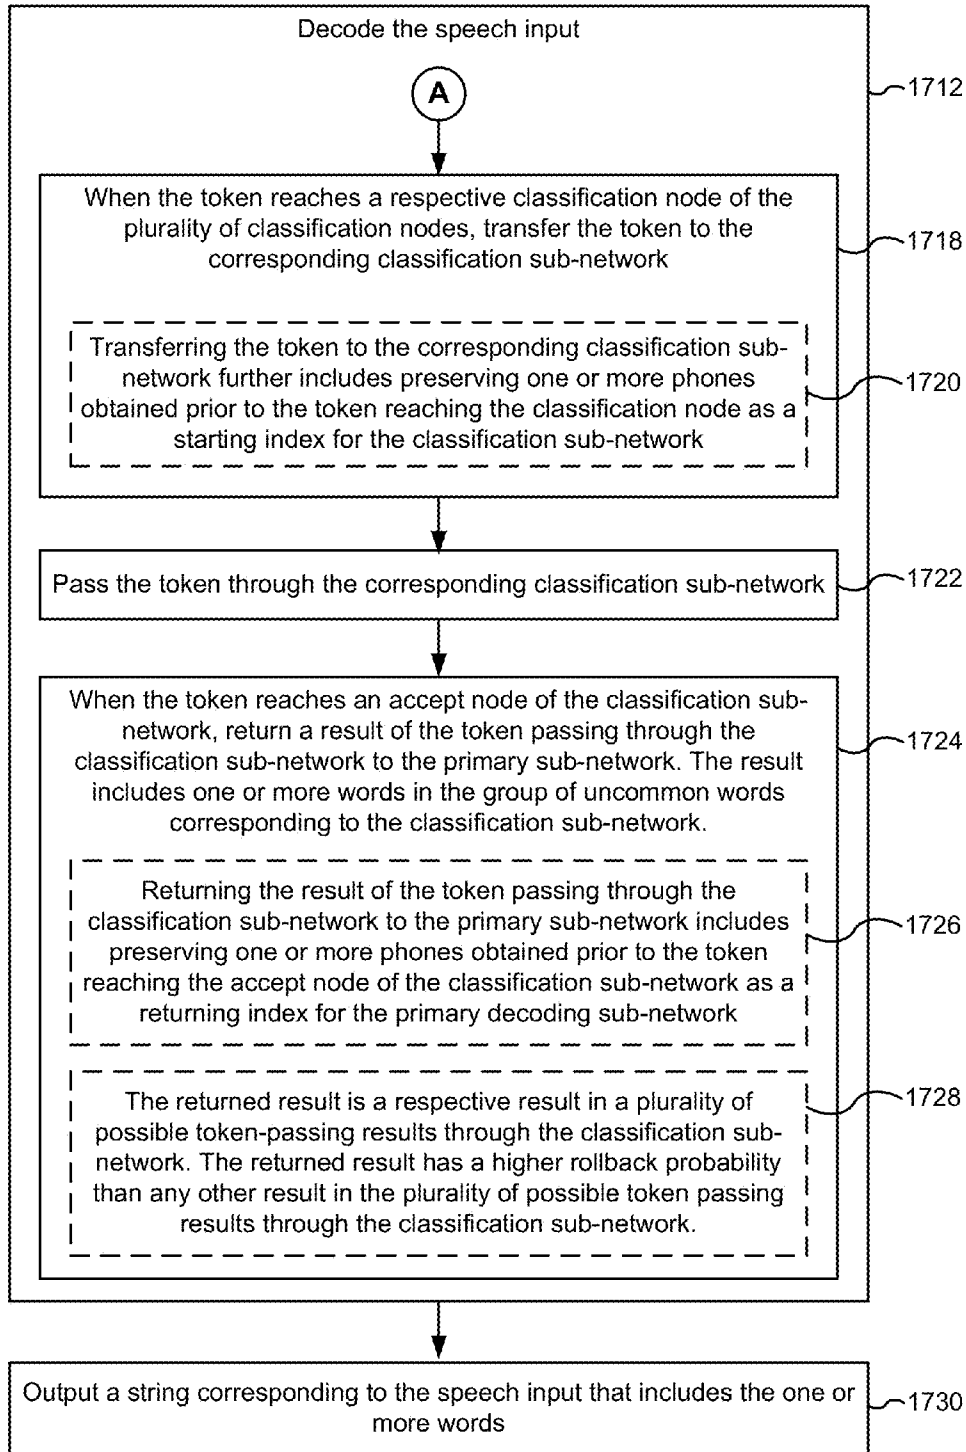 Decode the speech input
A
1712
When the token reaches a respective classification node of the
plurality of classification nodes, transfer the token to the
corresponding classification sub-network
1718
Transferring the token to the corresponding classification sub-
network further includes preserving one or more phones
obtained prior to the token reaching the classification node as a
starting index for the classification sub-network
1720
Pass the token through the corresponding classification sub-network
1722
When the token reaches an accept node of the classification sub-
network, return a result of the token passing through the
classification sub-network to the primary sub-network. The result
includes one or more words in the group of uncommon words
corresponding to the classification sub-network.
1724
Returning the result of the token passing through the
classification sub-network to the primary sub-network includes
preserving one or more phones obtained prior to the token
reaching the accept node of the classification sub-network as a
returning index for the primary decoding sub-network
1726
The returned result is a respective result in a plurality of
possible token-passing results through the classification sub-
network. The returned result has a higher rollback probability
than any other result in the plurality of possible token passing
results through the classification sub-network.
1728
Output a string corresponding to the speech input that includes the one or
more words
1730